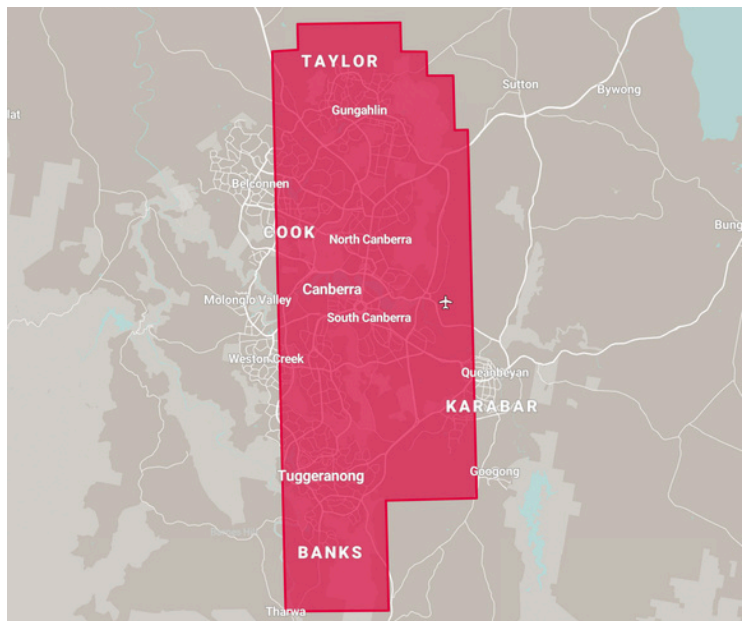 TAYLOR
Sutton
Bywong
Gungahlin
lat
Belconnen
COOK
North Canberra
Bung
Canberra
Molonglo Valley
South Canberra
Weston Creek
Queanbeyan
KARABAR
Googong
Tuggeranong
BANKS
Tharwa